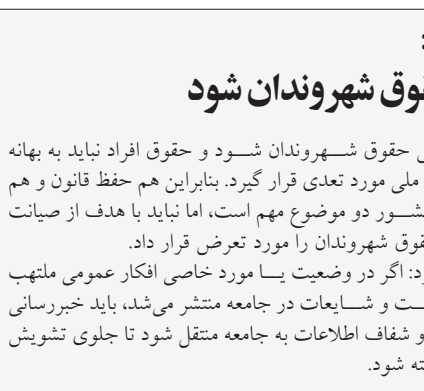 :
حقوق شهروندان شود
حقوق شهروندان شود و حقوق افراد نباید به بهانه
ملی مورد تعدی قرار گیرد. بنابراین هم حفظ قانون و هم
دو موضوع مهم است، اما نباید با هدف از صیانت
حقوق شهروندان را مورد تعرض قرار داد.
اگر در وضعیت یا مورد خاصی افکار عمومی ملتهب
و شایعات در جامعه منتشر می‌شد، باید خبررسانی
و شفاف اطلاعات به جامعه منتقل شود تا جلوی تشویش
شود.